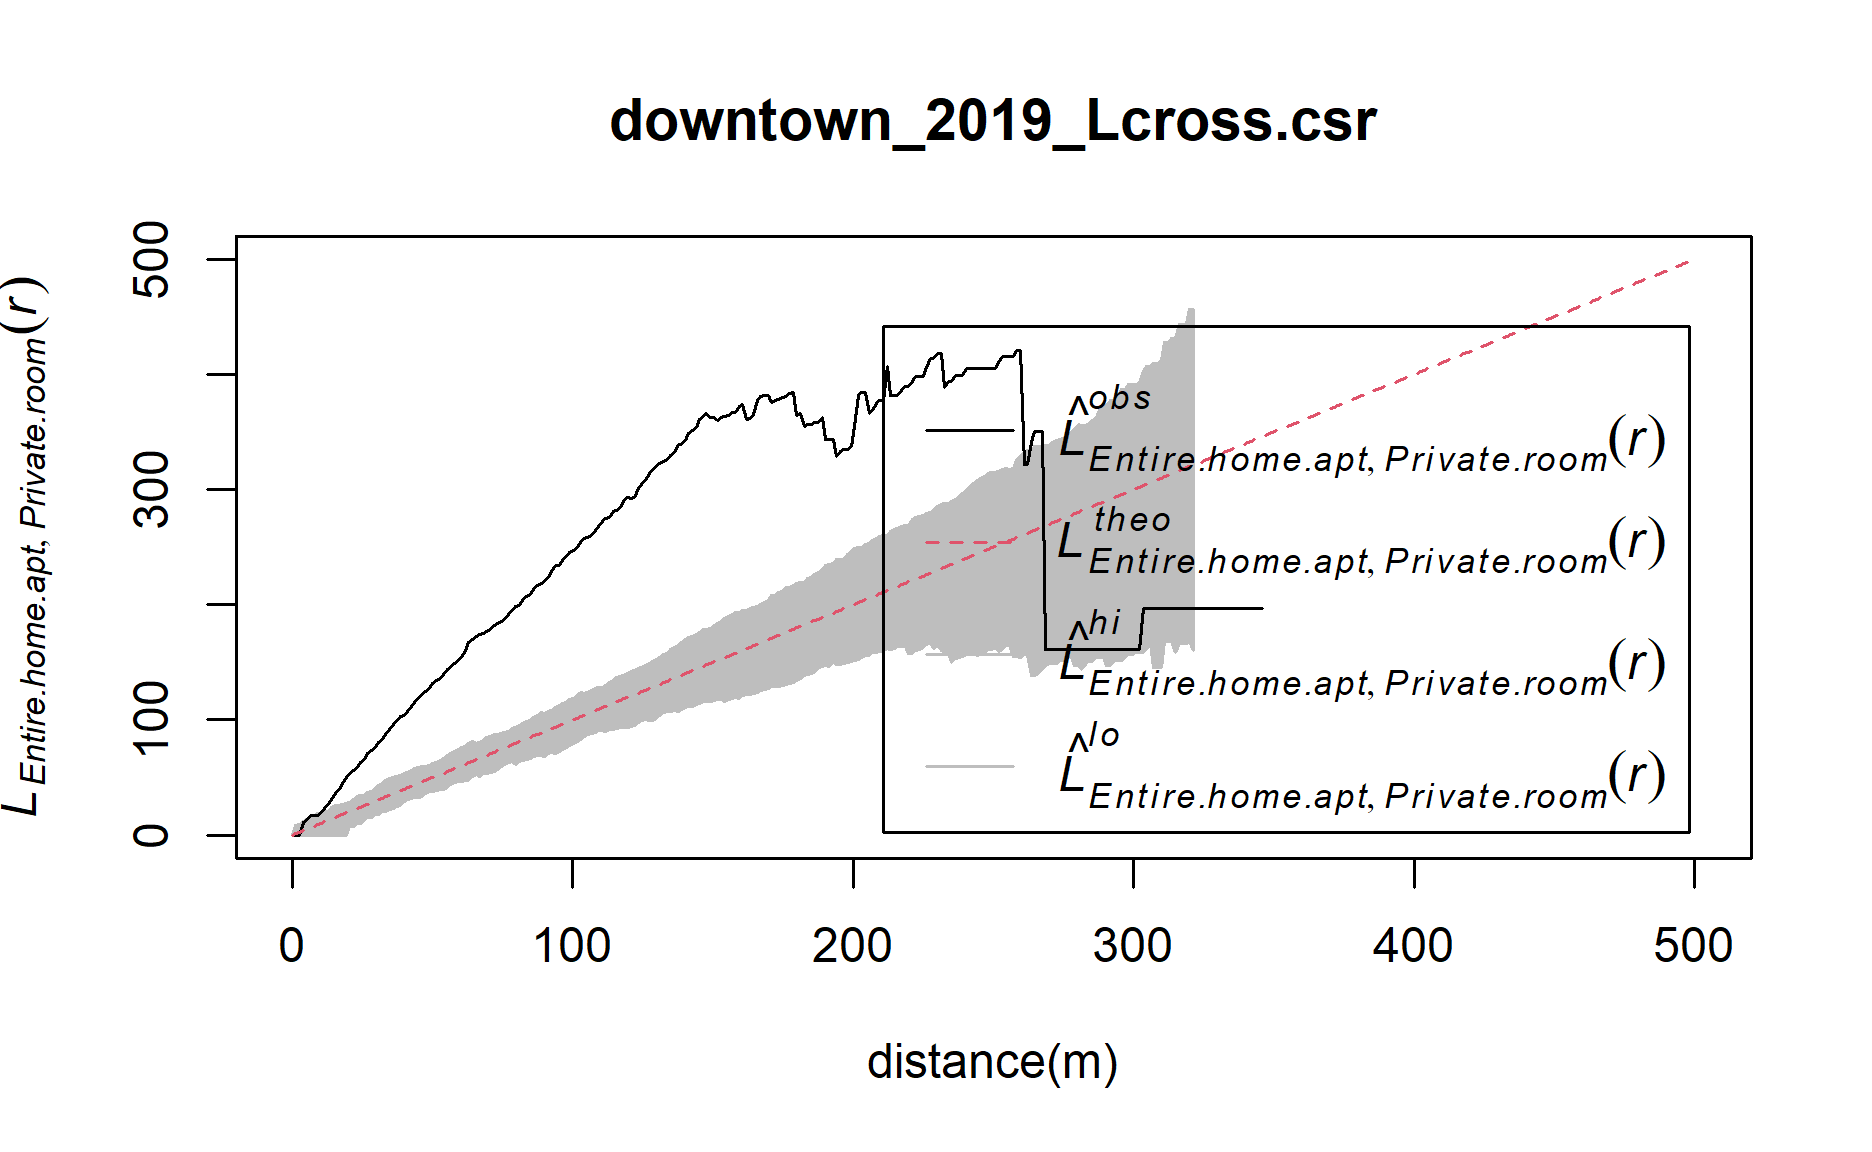 downtown_2019_Lcross.csr
L Entire.home.apt, Private.room (r)
500
300
100
0
L̂ obs Entire.home.apt, Private.room (r)
L theo Entire.home.apt, Private.room (r)
L̂ hi Entire.home.apt, Private.room (r)
L̂ lo Entire.home.apt, Private.room (r)
0 100 200 300 400 500
distance(m)